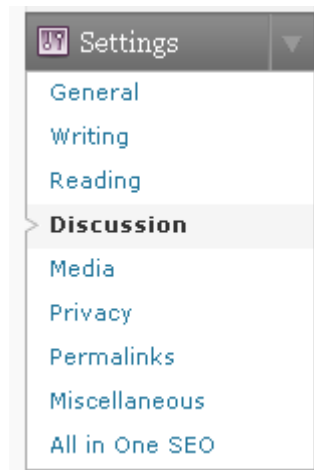 Settings
General
Writing
Reading
Discussion
Media
Privacy
Permalinks
Miscellaneous
All in One SEO